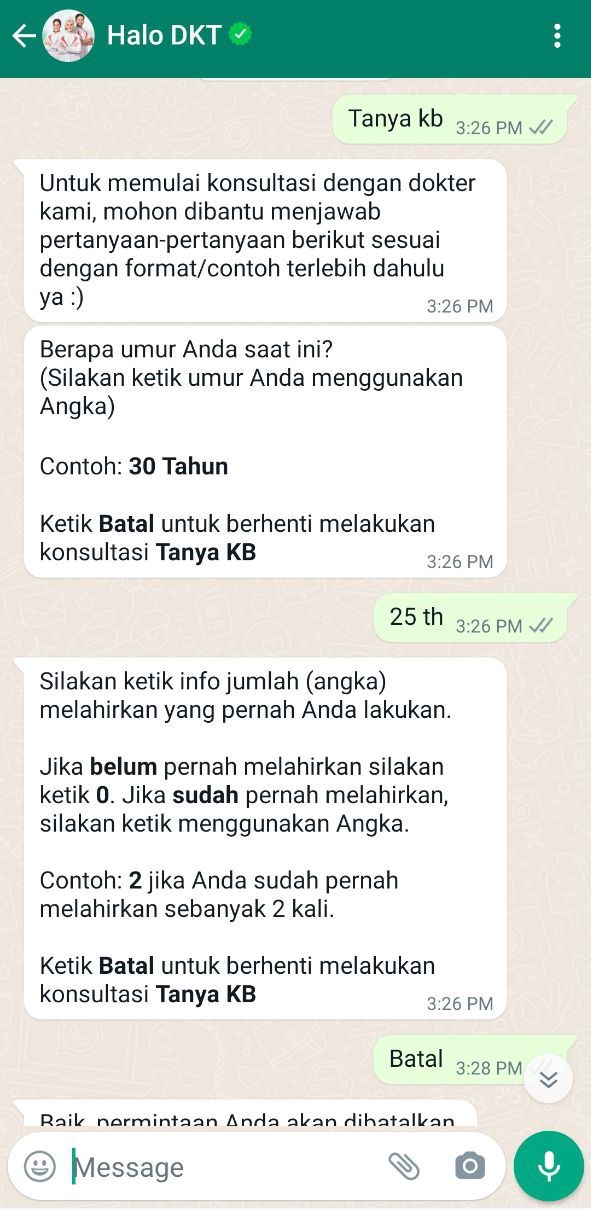 Halo DKT
Tanya kb
3:26 PM
Untuk memulai konsultasi dengan dokter
kami, mohon dibantu menjawab
pertanyaan-pertanyaan berikut sesuai
dengan format/contoh terlebih dahulu
ya :)
3:26 PM
Berapa umur Anda saat ini?
(Silakan ketik umur Anda menggunakan
Angka)
Contoh: 30 Tahun
Ketik Batal untuk berhenti melakukan
konsultasi Tanya KB
3:26 PM
25 th
3:26 PM
Silakan ketik info jumlah (angka)
melahirkan yang pernah Anda lakukan.
Jika belum pernah melahirkan silakan
ketik 0. Jika sudah pernah melahirkan,
silakan ketik menggunakan Angka.
Contoh: 2 jika Anda sudah pernah
melahirkan sebanyak 2 kali.
Ketik Batal untuk berhenti melakukan
konsultasi Tanya KB
3:26 PM
Batal
3:28 PM
Baik, permintaan Anda akan dibatalkan
Message